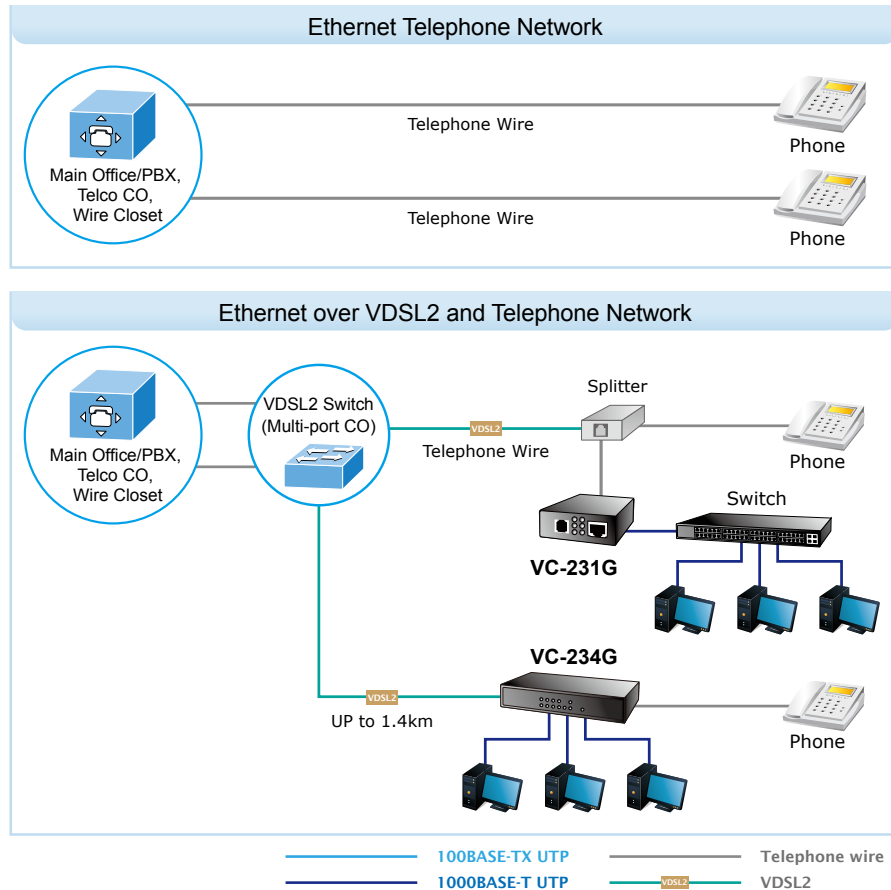 Ethernet Telephone Network
Main Office/PBX,
Telco CO,
Wire Closet
Telephone Wire
Phone
Telephone Wire
Phone
Ethernet over VDSL2 and Telephone Network
Main Office/PBX,
Telco CO,
Wire Closet
VDSL2 Switch
(Multi-port CO)
VDSL2
Telephone Wire
Splitter
Phone
VC-231G
Switch
VC-234G
VDSL2
UP to 1.4km
Phone
100BASE-TX UTP
Telephone wire
1000BASE-T UTP
VDSL2
VDSL2